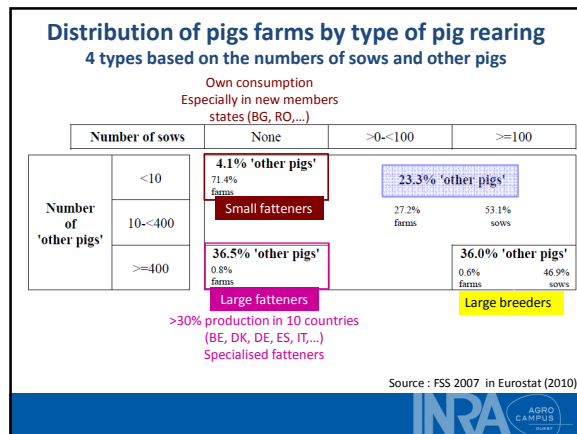 Distribution of pigs farms by type of pig rearing
4 types based on the numbers of sows and other pigs
Own consumption
Especially in new members
states (BG, RO,...)
Number of sows None >0-<100 >=100
Number
of
'other pigs'
<10
10-<400
>=400
4.1% 'other pigs'
71.4%
farms
Small fatteners
23.3% 'other pigs'
27.2% 53.1%
farms sows
36.5% 'other pigs'
0.8%
farms
Large fatteners
36.0% 'other pigs'
0.6% 46.9%
farms sows
Large breeders
>30% production in 10 countries
(BE, DK, DE, ES, IT,...)
Specialised fatteners
Source : FSS 2007 in Eurostat (2010)
INRA
AGRO
CAMPUS
OUEST